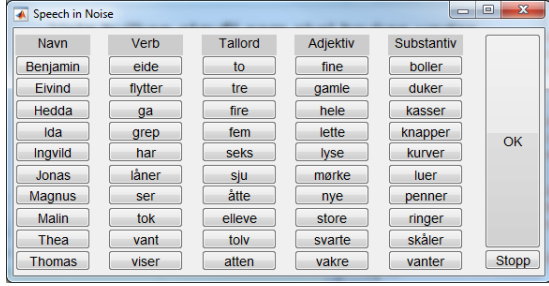 Speech in Noise
Navn Verb Tallord Adjektiv Substantiv
Benjamin eide to fine boller
Eivind flytter tre gamle duker
Hedda ga fire hele kasser
Ida grep fem lette knapper
Ingvild har seks lyse kurver
OK
Jonas låner sju mørke luer
Magnus ser åtte nye penner
Malin tok elleve store ringer
Thea vant tolv svarte skåler
Thomas viser atten vakre vanter
Stopp